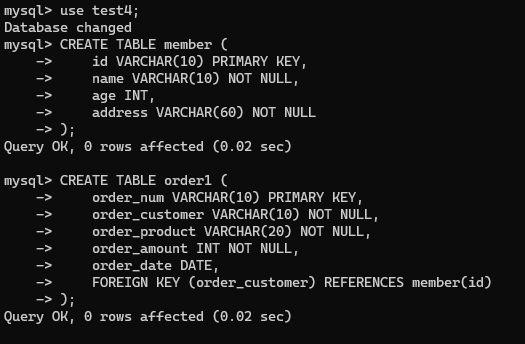 mysql> use test4;
Database changed
mysql> CREATE TABLE member (
    ->     id VARCHAR(10) PRIMARY KEY,
    ->     name VARCHAR(10) NOT NULL,
    ->     age INT,
    ->     address VARCHAR(60) NOT NULL
    -> );
Query OK, 0 rows affected (0.02 sec)

mysql> CREATE TABLE order1 (
    ->     order_num VARCHAR(10) PRIMARY KEY,
    ->     order_customer VARCHAR(10) NOT NULL,
    ->     order_product VARCHAR(20) NOT NULL,
    ->     order_amount INT NOT NULL,
    ->     order_date DATE,
    ->     FOREIGN KEY (order_customer) REFERENCES member(id)
    -> );
Query OK, 0 rows affected (0.02 sec)